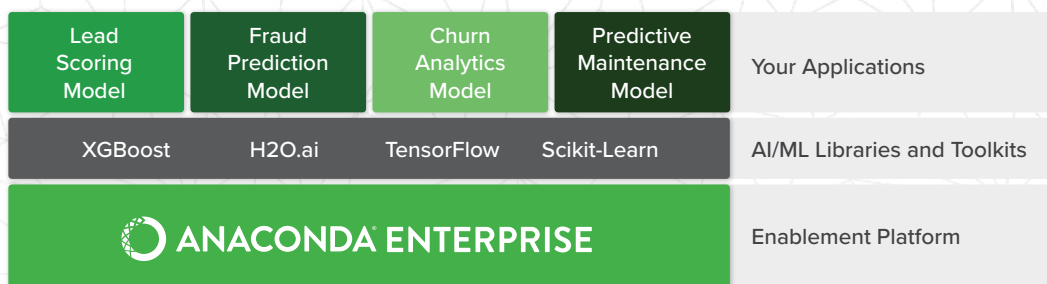 Lead
Scoring
Model
Fraud
Prediction
Model
Churn
Analytics
Model
Predictive
Maintenance
Model
Your Applications
XGBoost H2O.ai TensorFlow Scikit-Learn
AI/ML Libraries and Toolkits
ANACONDA® ENTERPRISE
Enablement Platform